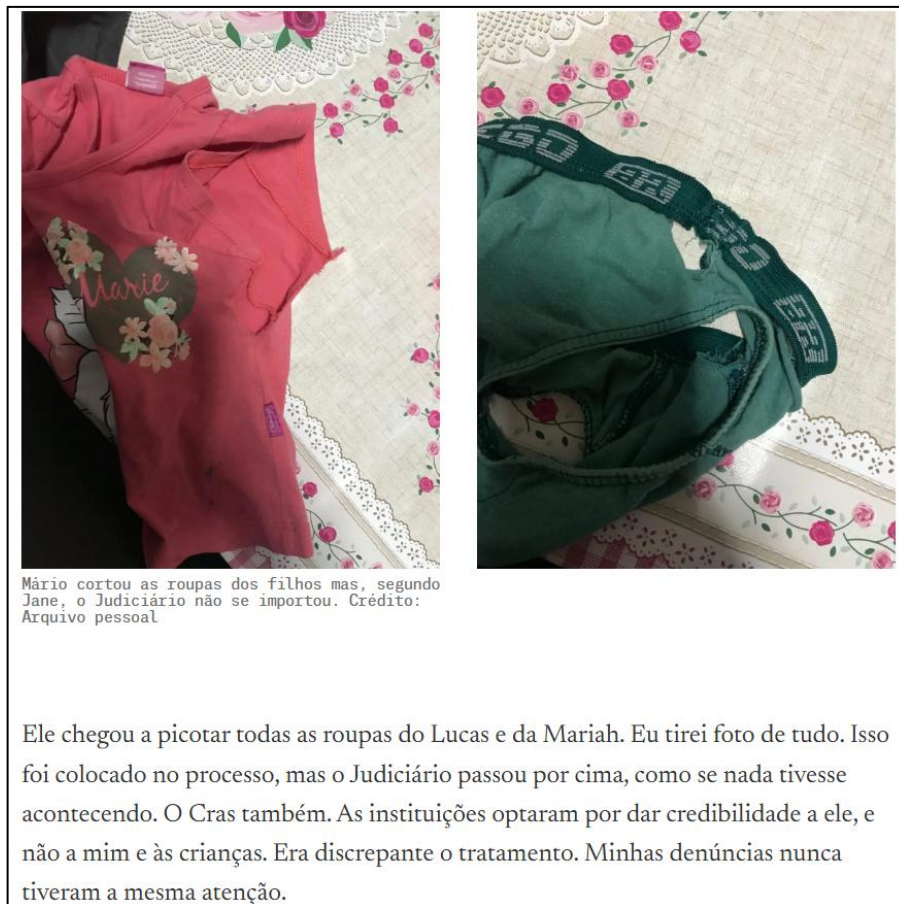 Marie
Mário cortou as roupas dos filhos mas, segundo
Jane, o Judiciário não se importou. Crédito:
Arquivo pessoal
Ele chegou a picotar todas as roupas do Lucas e da Mariah. Eu tirei foto de tudo. Isso
foi colocado no processo, mas o Judiciário passou por cima, como se nada tivesse
acontecendo. O Cras também. As instituições optaram por dar credibilidade a ele, e
não a mim e às crianças. Era discrepante o tratamento. Minhas denúncias nunca
tiveram a mesma atenção.